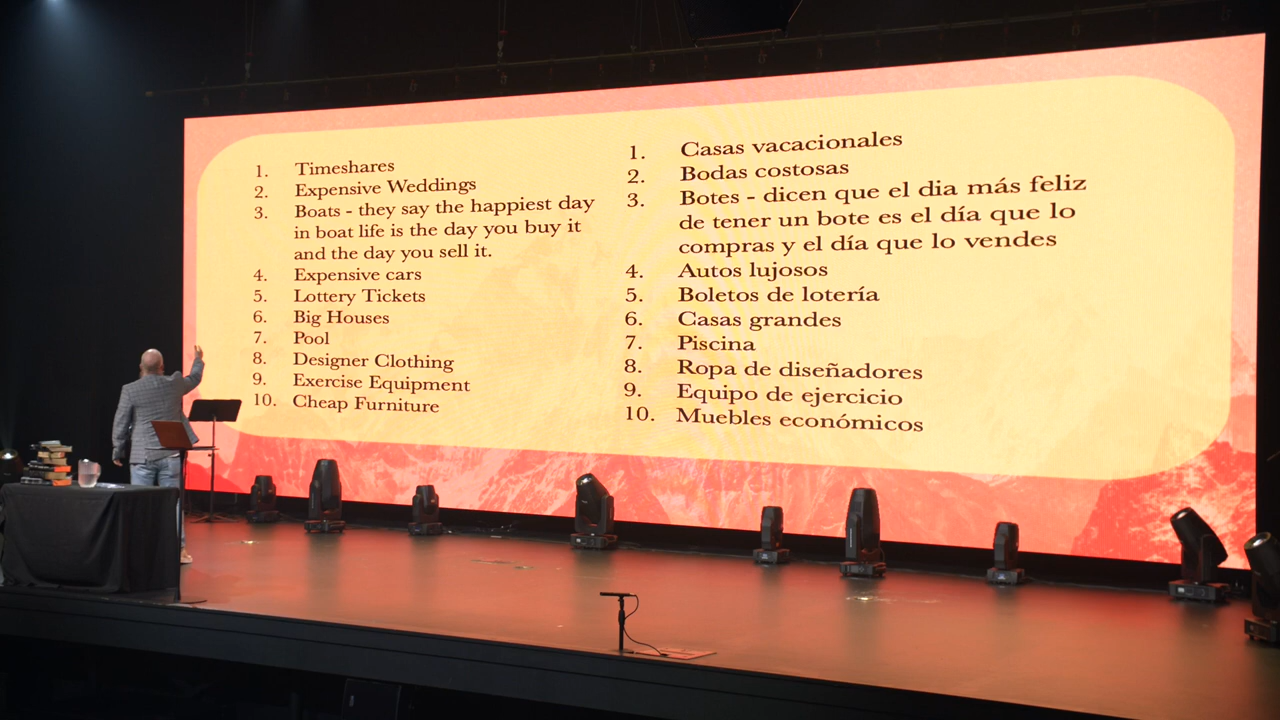 1. Timeshares
2. Expensive Weddings
3. Boats - they say the happiest day
in boat life is the day you buy it
and the day you sell it.
4. Expensive cars
5. Lottery Tickets
6. Big Houses
7. Pool
8. Designer Clothing
9. Exercise Equipment
10. Cheap Furniture
1. Casas vacacionales
2. Bodas costosas
3. Botes - dicen que el dia más feliz
de tener un bote es el día que lo
compras y el día que lo vendes
4. Autos lujosos
5. Boletos de lotería
6. Casas grandes
7. Piscina
8. Ropa de diseñadores
9. Equipo de ejercicio
10. Muebles económicos